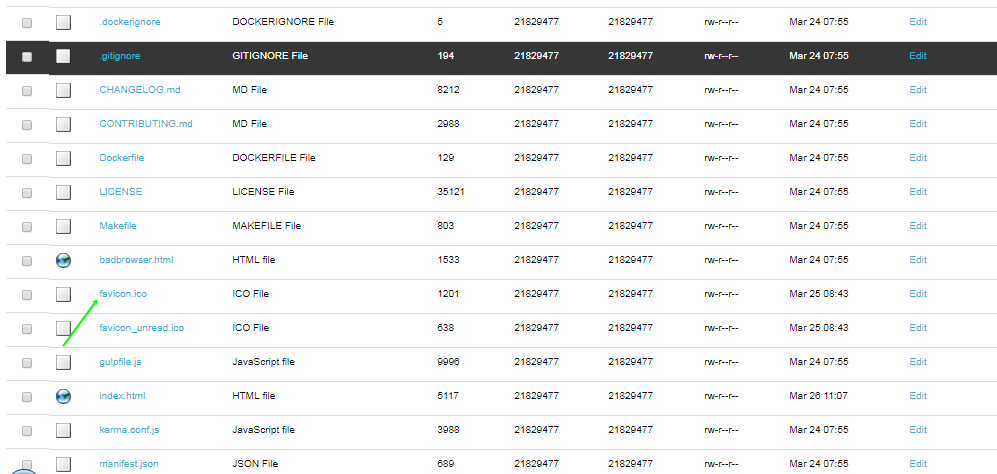 .dockerignore DOCKERIGNORE File 5 21829477 21829477 rw-r--r-- Mar 24 07:55 Edit
.gitignore GITIGNORE File 194 21829477 21829477 rw-r--r-- Mar 24 07:55 Edit
CHANGELOG.md MD File 8212 21829477 21829477 rw-r--r-- Mar 24 07:55 Edit
CONTRIBUTING.md MD File 2988 21829477 21829477 rw-r--r-- Mar 24 07:55 Edit
Dockerfile DOCKERFILE File 129 21829477 21829477 rw-r--r-- Mar 24 07:55 Edit
LICENSE LICENSE File 35121 21829477 21829477 rw-r--r-- Mar 24 07:55 Edit
Makefile MAKEFILE File 803 21829477 21829477 rw-r--r-- Mar 24 07:55 Edit
badbrowser.html HTML file 1533 21829477 21829477 rw-r--r-- Mar 24 07:55 Edit
favicon.ico ICO File 1201 21829477 21829477 rw-r--r-- Mar 25 08:43 Edit
favicon_unread.ico ICO File 638 21829477 21829477 rw-r--r-- Mar 25 08:43 Edit
gulpfile.js JavaScript file 9996 21829477 21829477 rw-r--r-- Mar 24 07:55 Edit
index.html HTML file 5117 21829477 21829477 rw-r--r-- Mar 26 11:07 Edit
karma.conf.js JavaScript file 3988 21829477 21829477 rw-r--r-- Mar 24 07:55 Edit
manifest.json JSON File 689 21829477 21829477 rw-r--r-- Mar 24 07:55 Edit